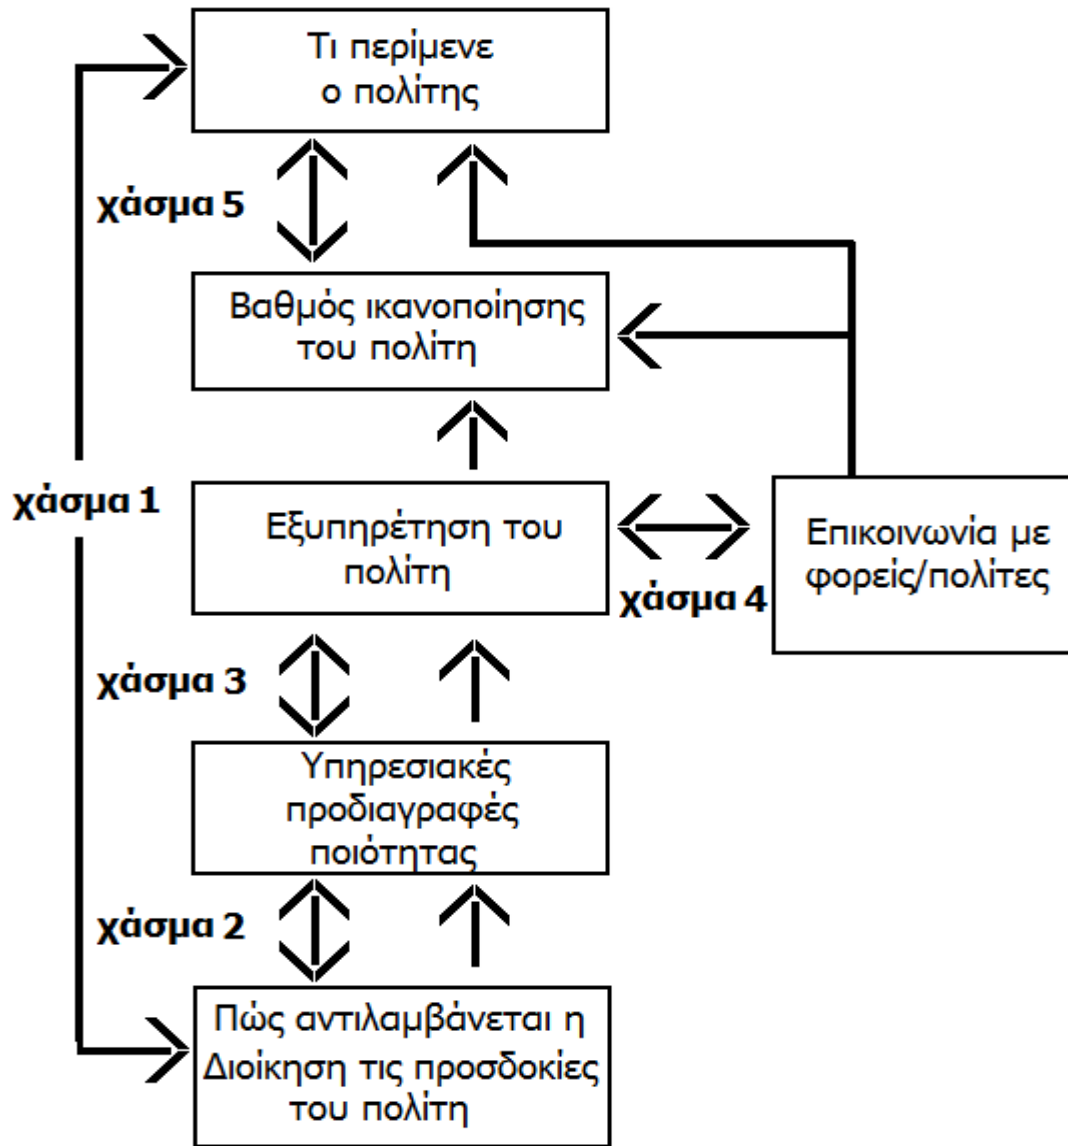 Τι περίμενε
ο πολίτης
χάσμα 5
Βαθμός ικανοποίησης
του πολίτη
χάσμα 1
Εξυπηρέτηση του
πολίτη
Επικοινωνία με
φορείς/πολίτες
χάσμα 4
χάσμα 3
Υπηρεσιακές
προδιαγραφές
ποιότητας
χάσμα 2
Πώς αντιλαμβάνεται η
Διοίκηση τις προσδοκίες
του πολίτη